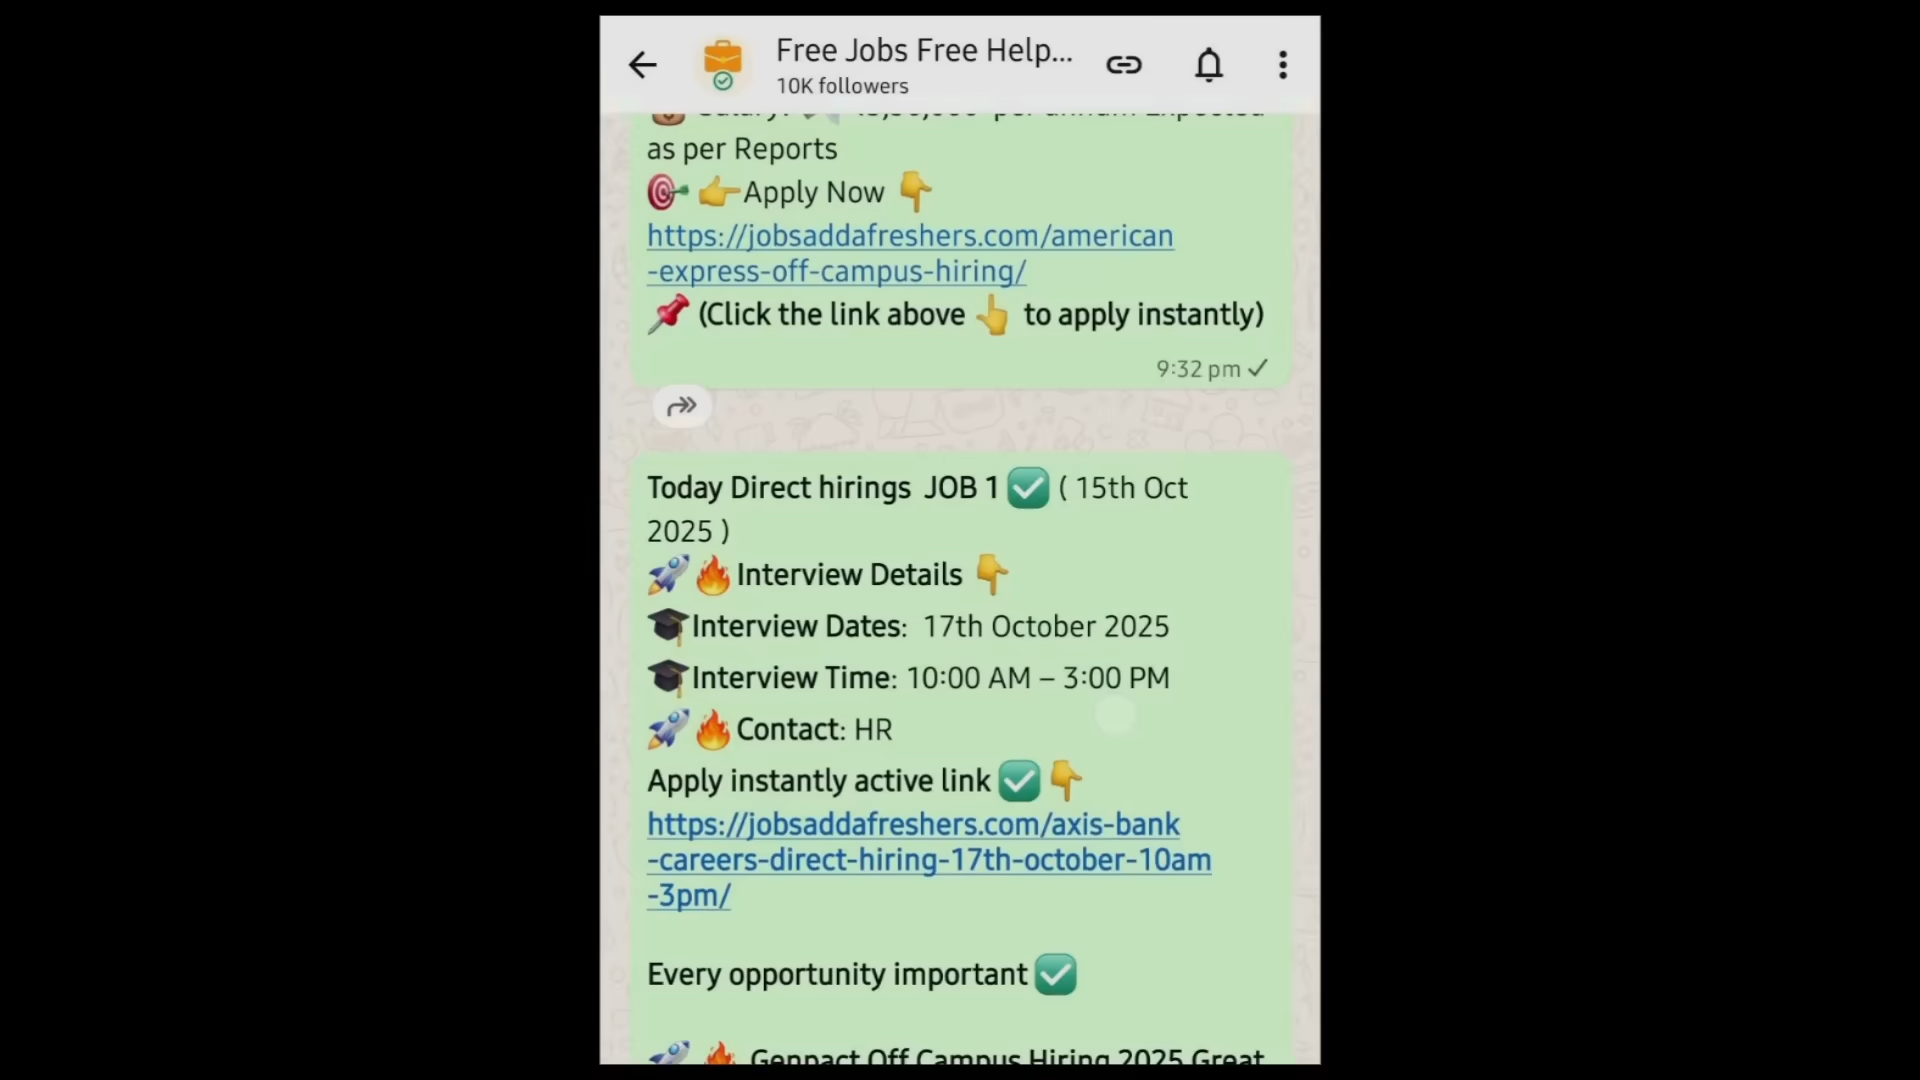 Free Jobs Free Help...
10K followers
per annum Expected
as per Reports
🎯 👉Apply Now 👇
https://jobsaddafreshers.com/american
-express-off-campus-hiring/
📌 (Click the link above 👆 to apply instantly)
9:32 pm ✓
Today Direct hirings JOB 1 ✅ ( 15th Oct
2025 )
🚀🔥Interview Details 👇
🎓Interview Dates: 17th October 2025
🎓Interview Time: 10:00 AM – 3:00 PM
🚀🔥Contact: HR
Apply instantly active link ✅👇
https://jobsaddafreshers.com/axis-bank
-careers-direct-hiring-17th-october-10am
-3pm/
Every opportunity important ✅
🚀🔥 Genpact Off Campus Hiring 2025 Great